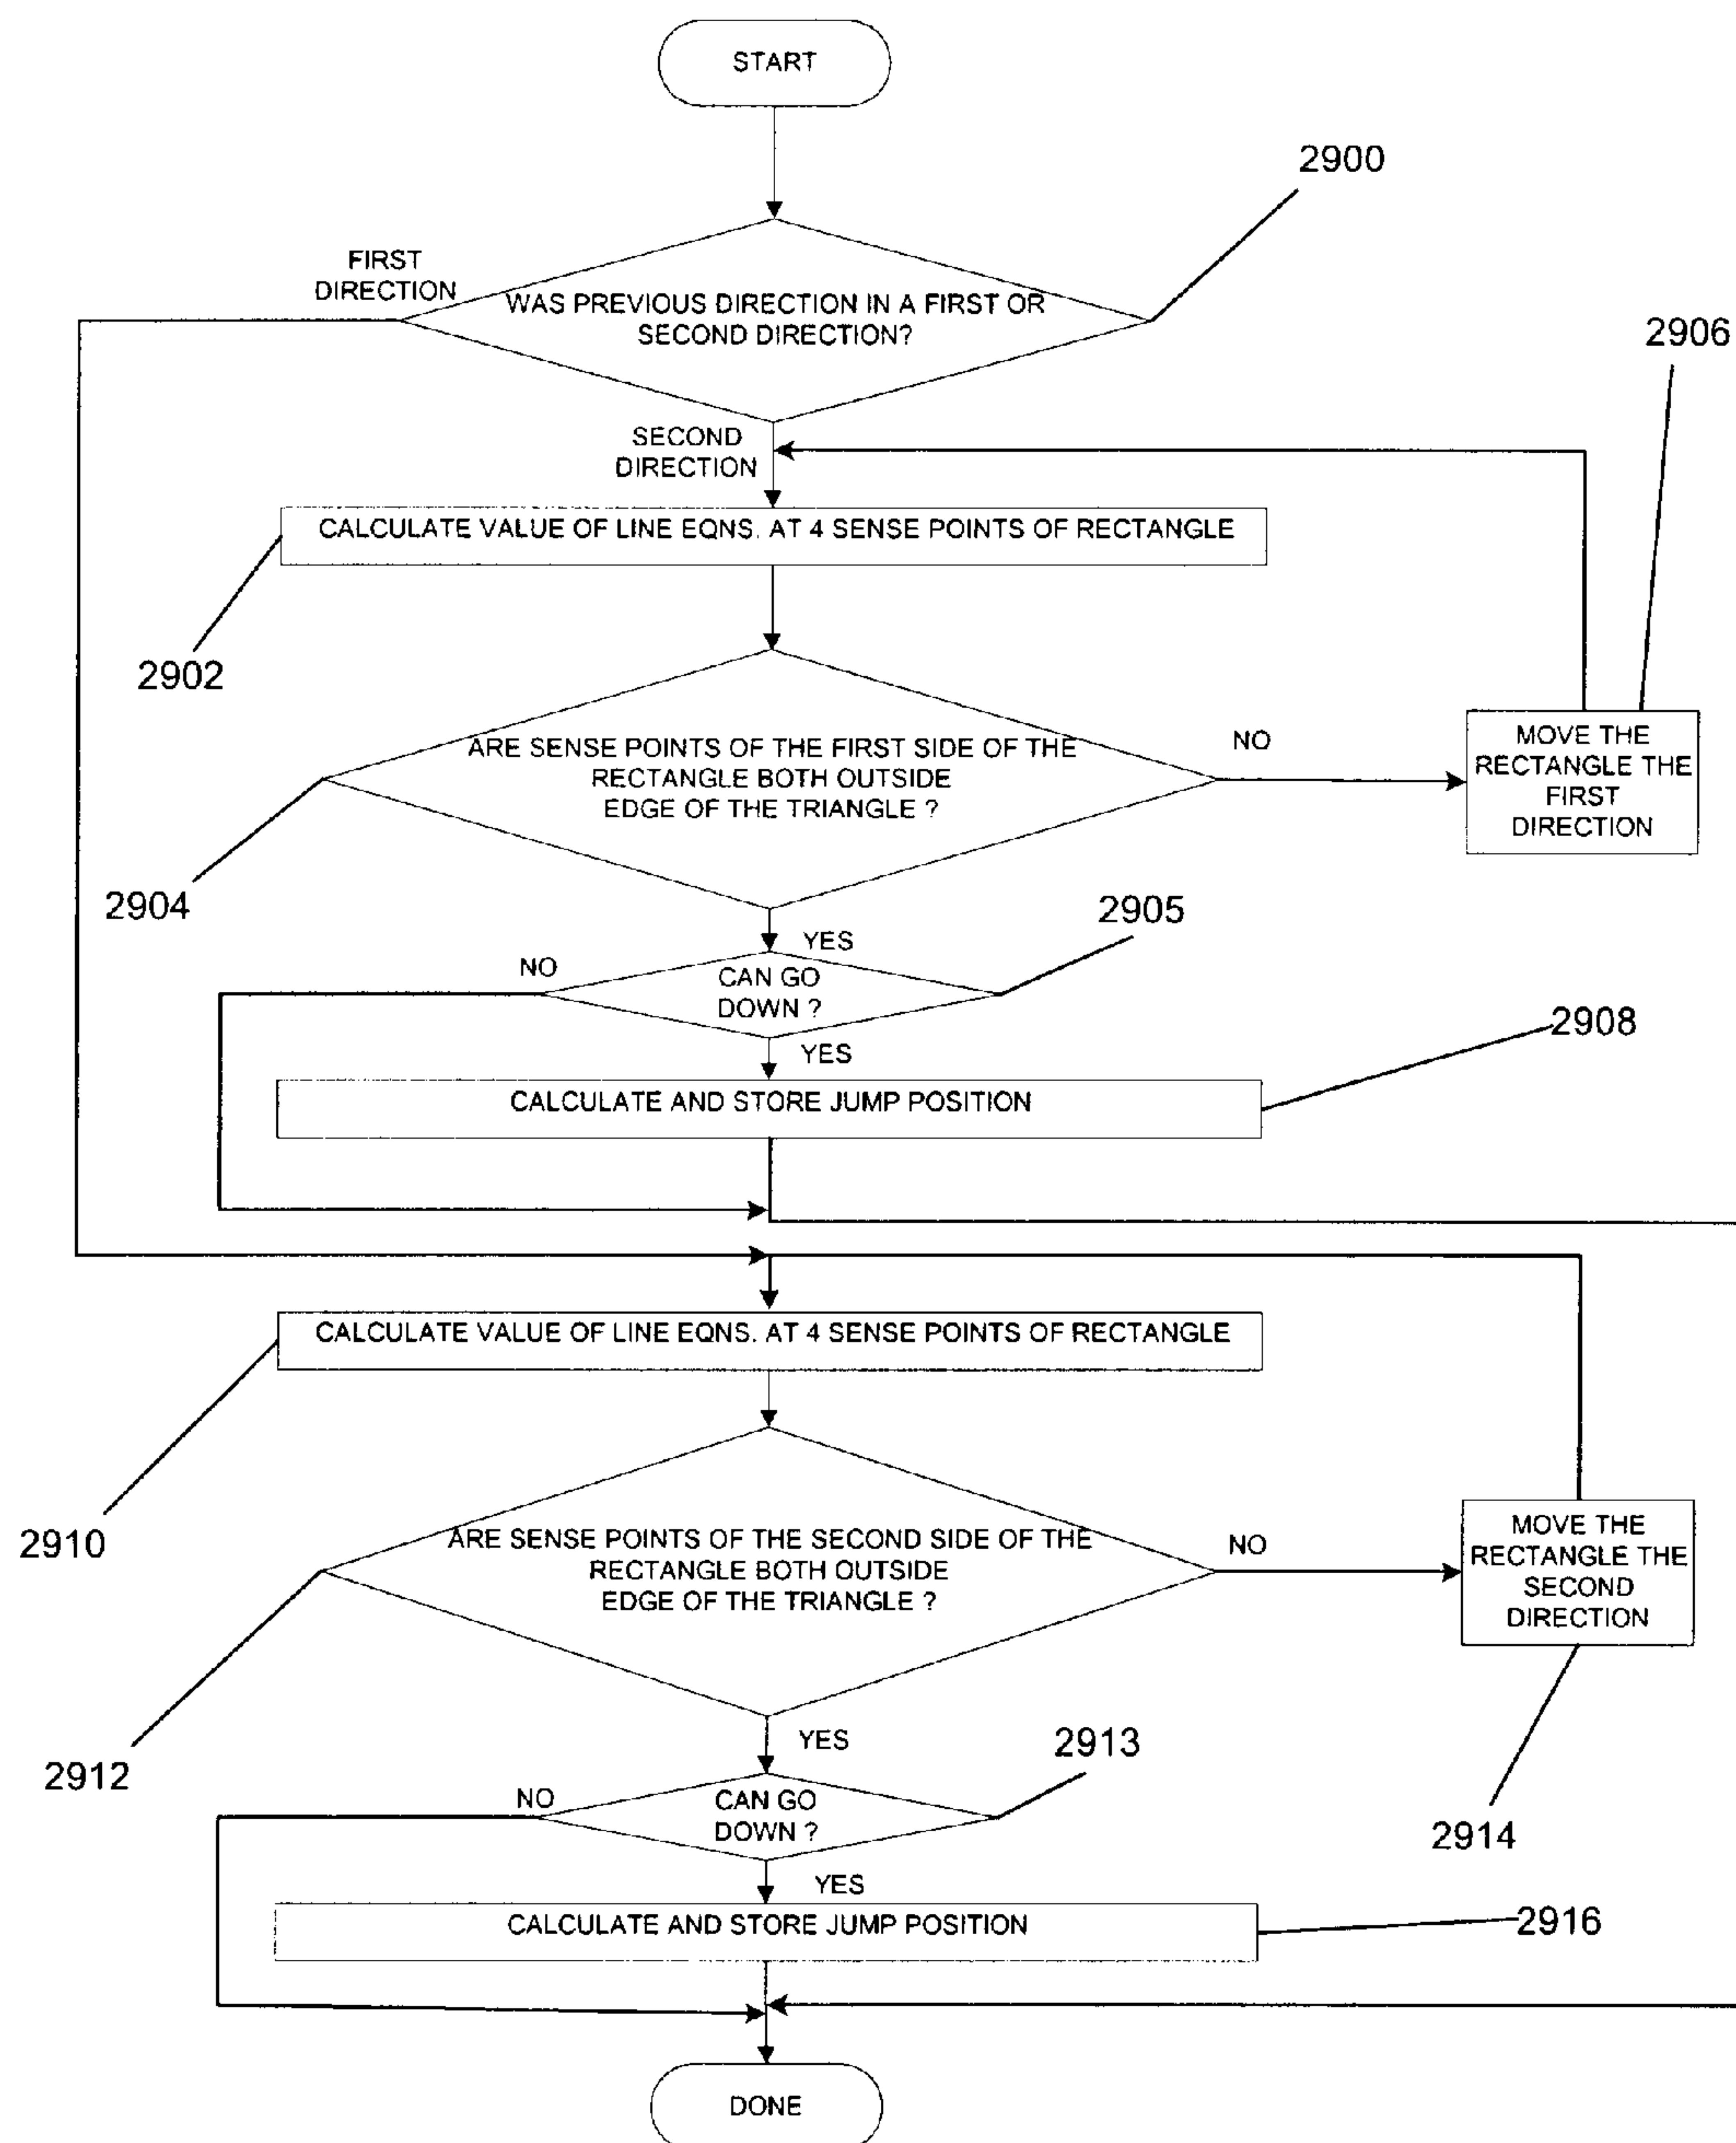 START
2900
FIRST
DIRECTION
WAS PREVIOUS DIRECTION IN A FIRST OR
SECOND DIRECTION?
2906
SECOND
DIRECTION
CALCULATE VALUE OF LINE EQNS. AT 4 SENSE POINTS OF RECTANGLE
2902
ARE SENSE POINTS OF THE FIRST SIDE OF THE
RECTANGLE BOTH OUTSIDE
EDGE OF THE TRIANGLE ?
NO
MOVE THE
RECTANGLE THE
FIRST
DIRECTION
2904
2905
YES
NO
CAN GO
DOWN ?
2908
YES
CALCULATE AND STORE JUMP POSITION
CALCULATE VALUE OF LINE EQNS. AT 4 SENSE POINTS OF RECTANGLE
2910
ARE SENSE POINTS OF THE SECOND SIDE OF THE
RECTANGLE BOTH OUTSIDE
EDGE OF THE TRIANGLE ?
NO
MOVE THE
RECTANGLE THE
SECOND
DIRECTION
2912
YES
2913
NO
CAN GO
DOWN ?
2914
YES
CALCULATE AND STORE JUMP POSITION
2916
DONE